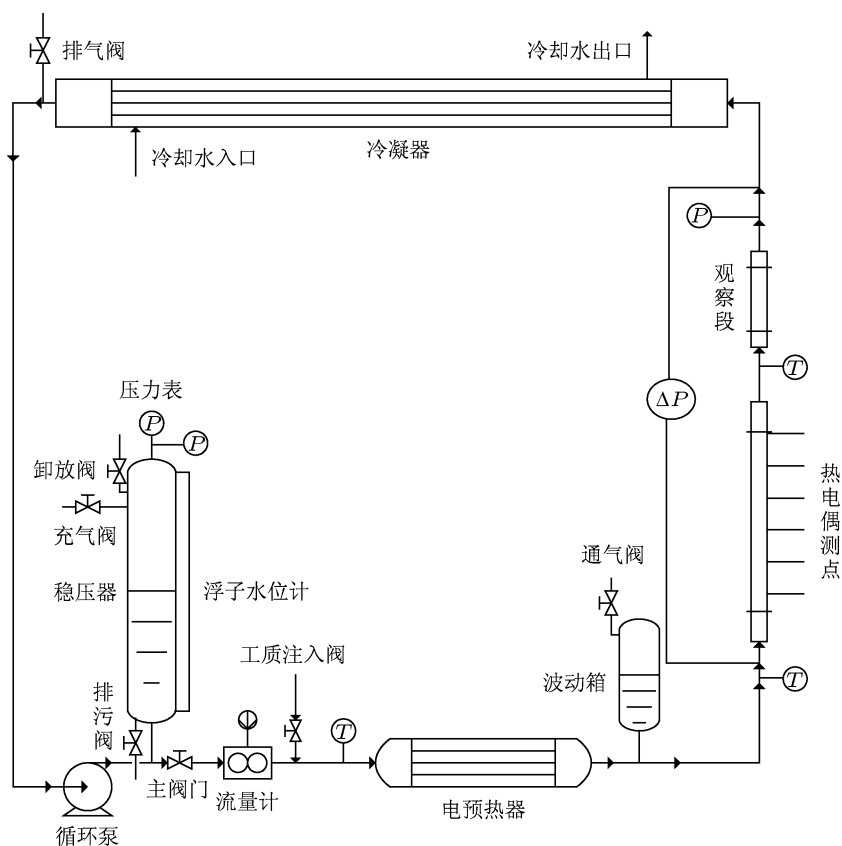 排气阀
冷却水出口
冷却水入口
冷凝器
P
观察段
T
压力表
ΔP
P
P
卸放阀
热电偶测点
充气阀
通气阀
稳压器
浮子水位计
工质注入阀
波动箱
T
排污阀
T
主阀门
流量计
电预热器
循环泵